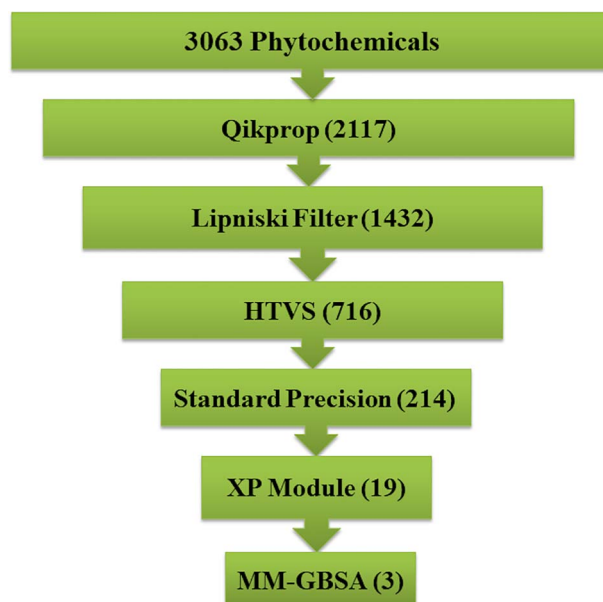 3063 Phytochemicals
Qikprop (2117)
Lipniski Filter (1432)
HTVS (716)
Standard Precision (214)
XP Module (19)
MM-GBSA (3)